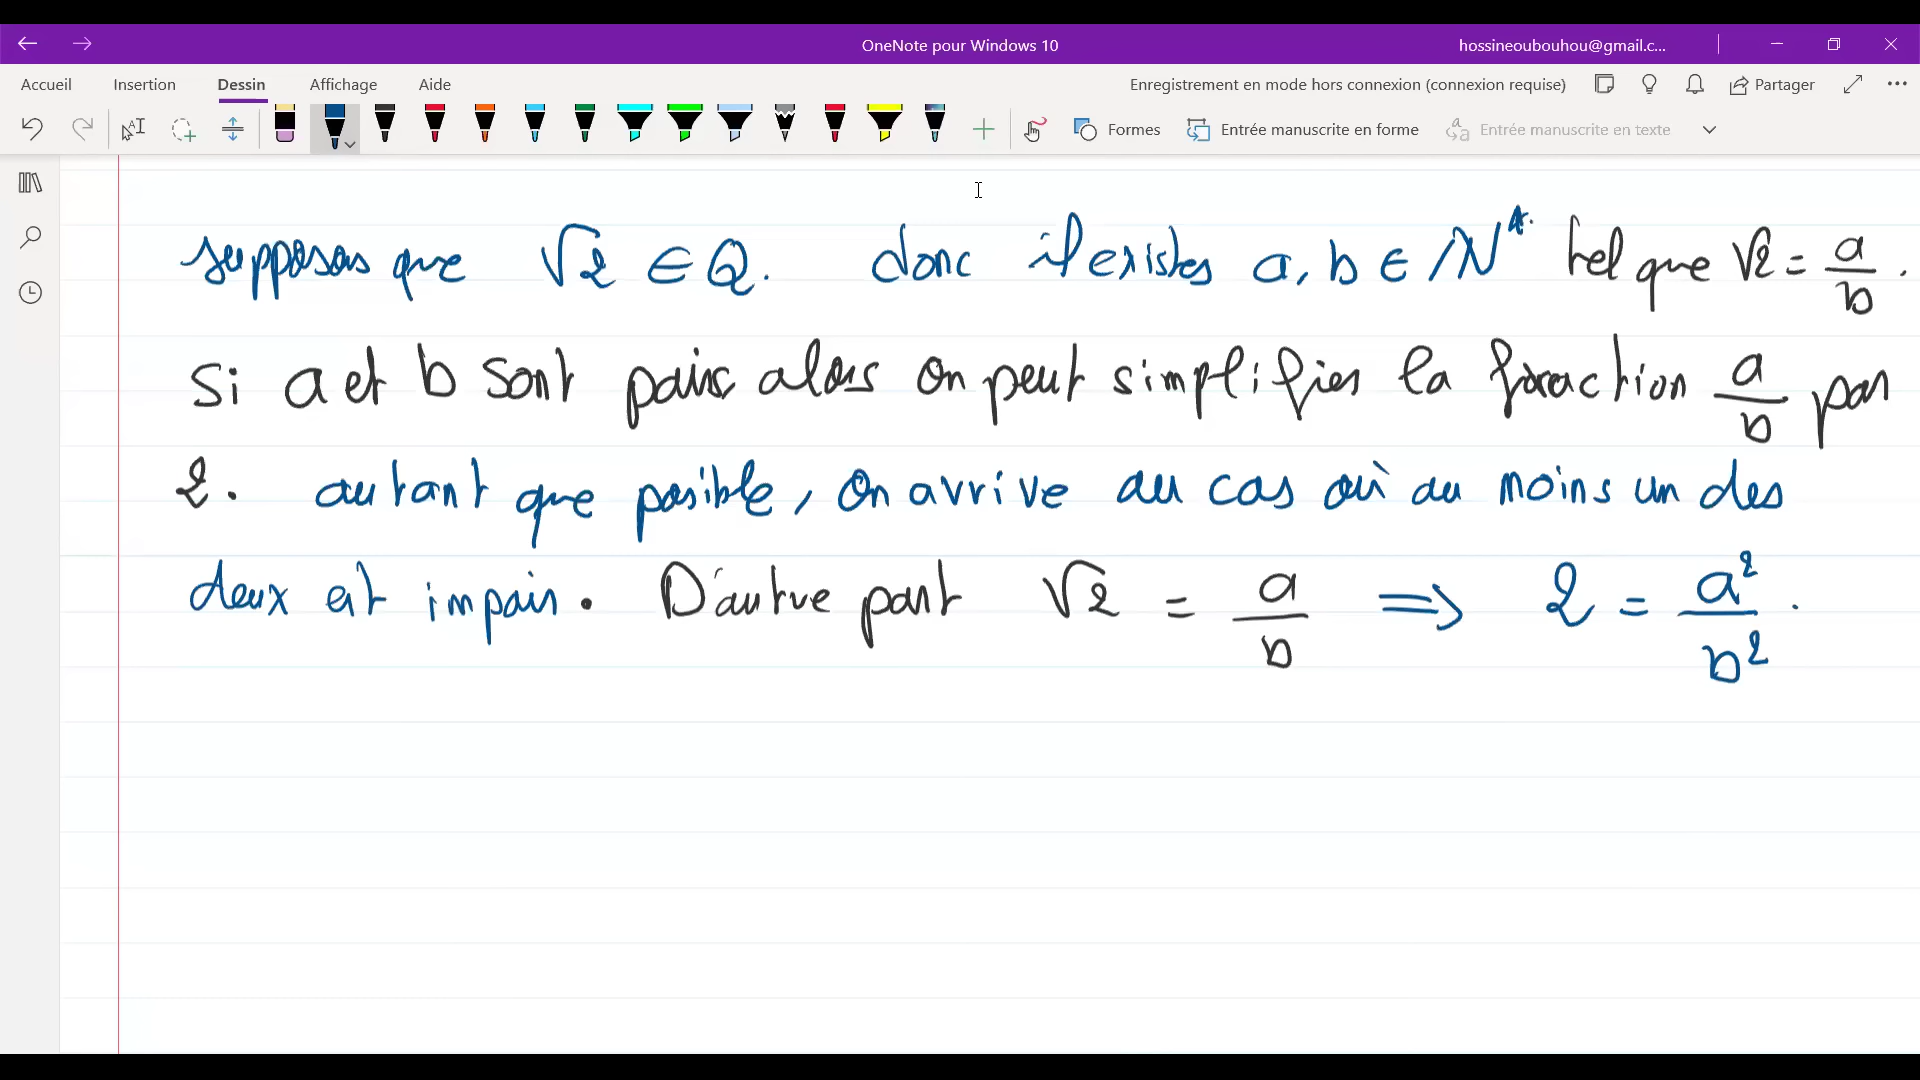 OneNote pour Windows 10
hossineoubouhou@gmail.c...
Accueil Insertion Dessin Affichage Aide Enregistrement en mode hors connexion (connexion requise) Partager
Formes Entrée manuscrite en forme Entrée manuscrite en texte
supposons que √2 ∈ Q. donc il existes a, b ∈ IN* tel que √2 = a/b.
Si a et b sont pairs alors on peut simplifier la fraction a/b par
2. autant que posible, on arrive au cas où au moins un des
deux est impair. D'autre part √2 = a/b ⟹ 2 = a²/b².